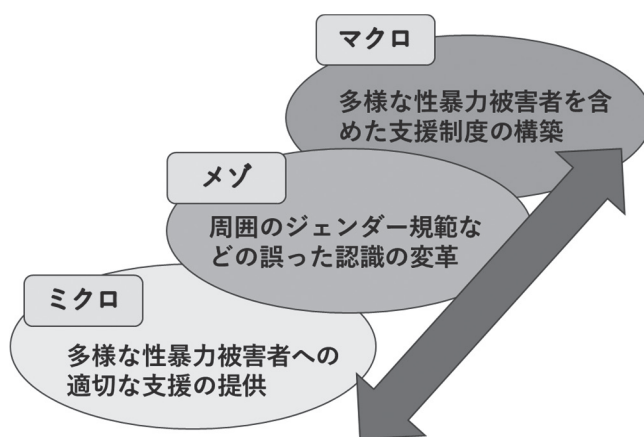 マクロ
多様な性暴力被害者を含
めた支援制度の構築
メゾ
周囲のジェンダー規範な
どの誤った認識の変革
ミクロ
多様な性暴力被害者への
適切な支援の提供